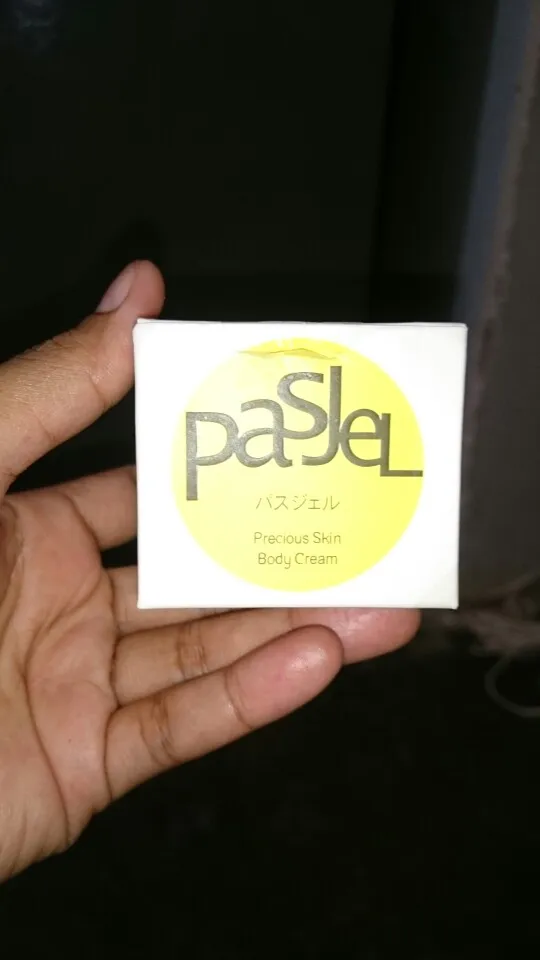 PasJeL
パスジェル
Precious Skin
Body Cream